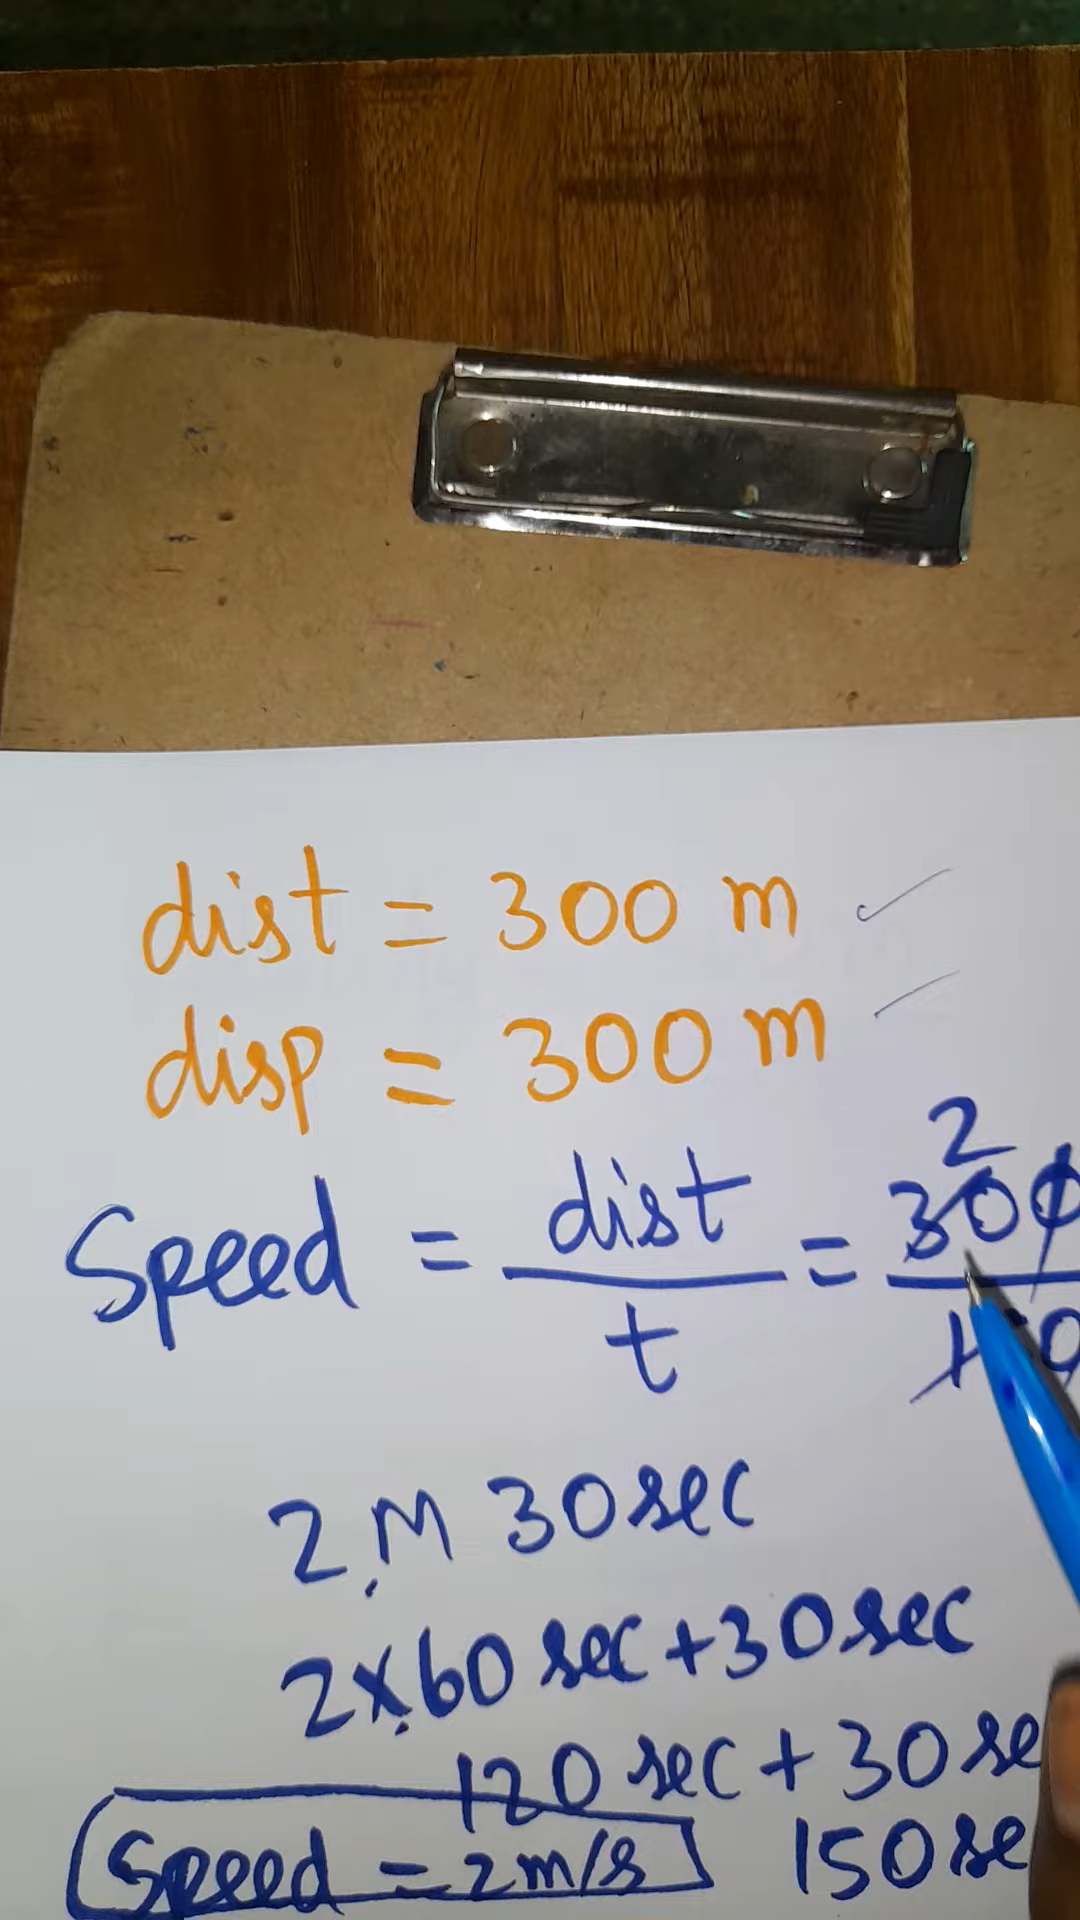 dist = 300 m ✓
disp = 300 m
2
Speed = dist / t = 300 / 150
2 M 30 sec
2 x 60 sec + 30 sec
120 sec + 30 se
Speed = 2 m/s 150 se